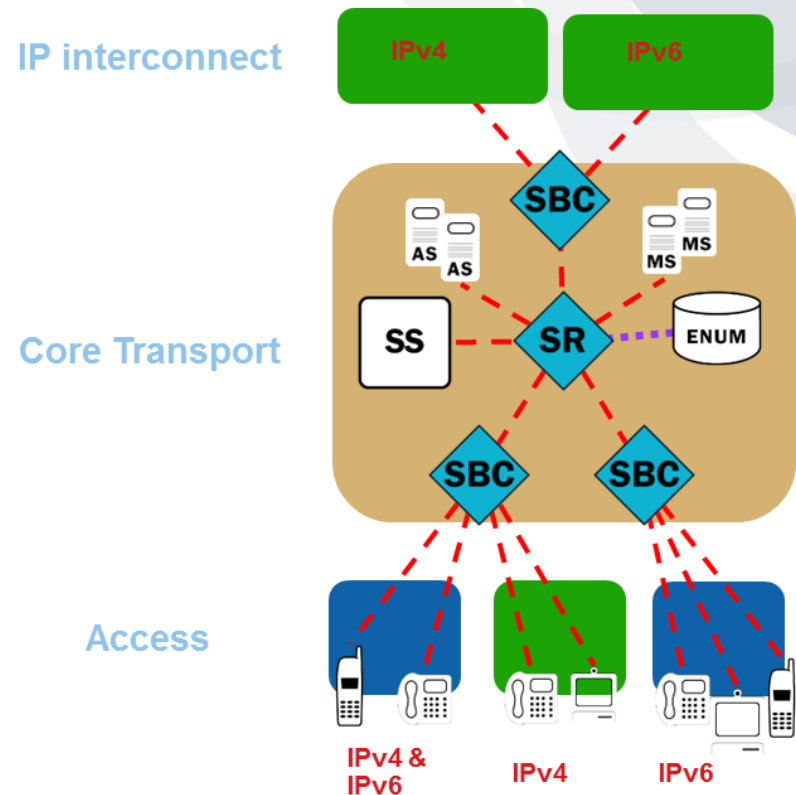 IP interconnect
IPv4
IPv6
SBC
AS
AS
MS
MS
SS
SR
ENUM
Core Transport
SBC
SBC
Access
IPv4 &
IPv6
IPv4
IPv6